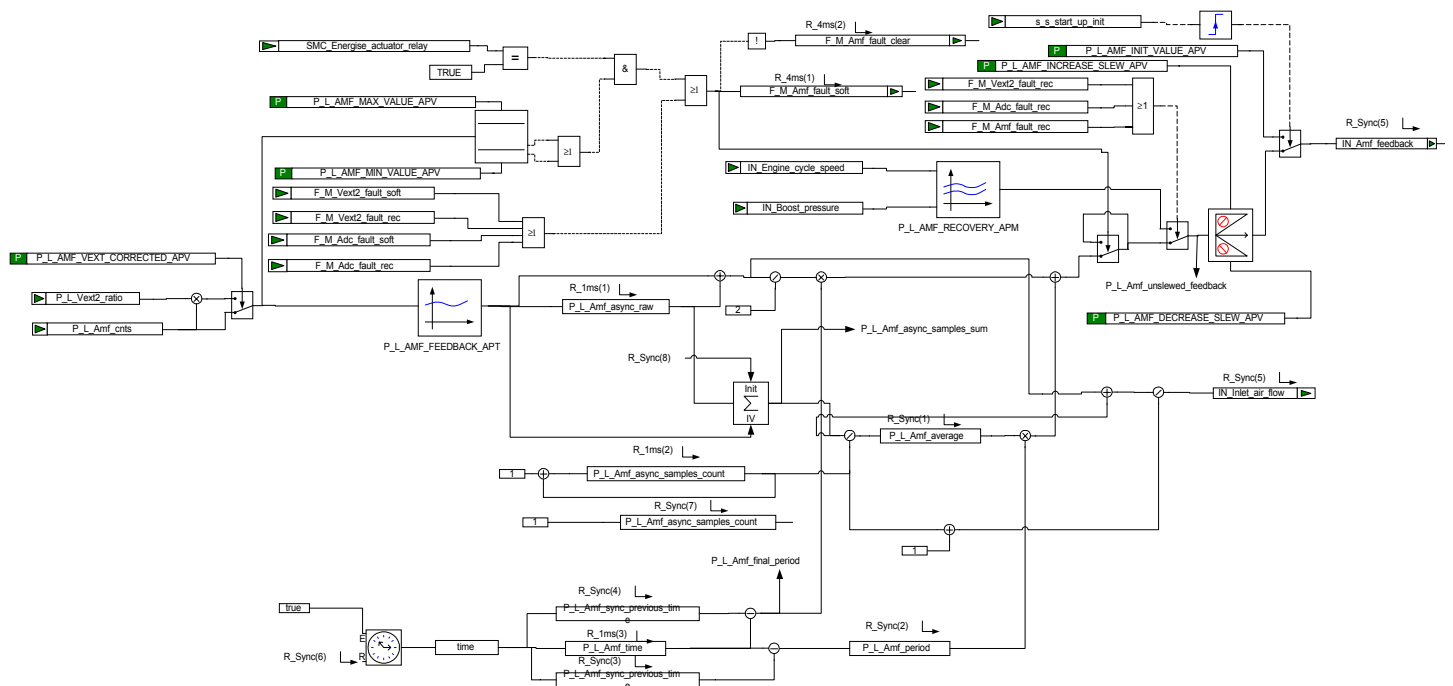 R_4ms(2)
s_s_start_up_init
SMC_Energise_actuator_relay
!
F_M_Amf_fault_clear
P P_L_AMF_INIT_VALUE_APV
=
P P_L_AMF_INCREASE_SLEW_APV
TRUE
&
R_4ms(1)
≥1
F_M_Amf_fault_soft
F_M_Vext2_fault_rec
P P_L_AMF_MAX_VALUE_APV
F_M_Adc_fault_rec
≥1
F_M_Amf_fault_rec
R_Sync(5)
IN_Amf_feedback
≥1
P P_L_AMF_MIN_VALUE_APV
IN_Engine_cycle_speed
F_M_Vext2_fault_soft
IN_Boost_pressure
F_M_Vext2_fault_rec
P_L_AMF_RECOVERY_APM
≥1
F_M_Adc_fault_soft
F_M_Adc_fault_rec
P P_L_AMF_VEXT_CORRECTED_APV
P_L_Vext2_ratio
P_L_Amf_cnts
P_L_AMF_FEEDBACK_APT
R_1ms(1)
P_L_Amf_async_raw
2
P_L_Amf_unslewed_feedback
P P_L_AMF_DECREASE_SLEW_APV
P_L_Amf_async_samples_sum
R_Sync(8)
Init
Σ
IV
R_Sync(5)
IN_Inlet_air_flow
R_Sync(1)
P_L_Amf_average
R_1ms(2)
1
P_L_Amf_async_samples_count
R_Sync(7)
1
P_L_Amf_async_samples_count
1
P_L_Amf_final_period
R_Sync(4)
P_L_Amf_sync_previous_tim
e
true
E
R
R_Sync(6)
time
R_1ms(3)
P_L_Amf_time
R_Sync(2)
P_L_Amf_period
R_Sync(3)
P_L_Amf_sync_previous_tim
e